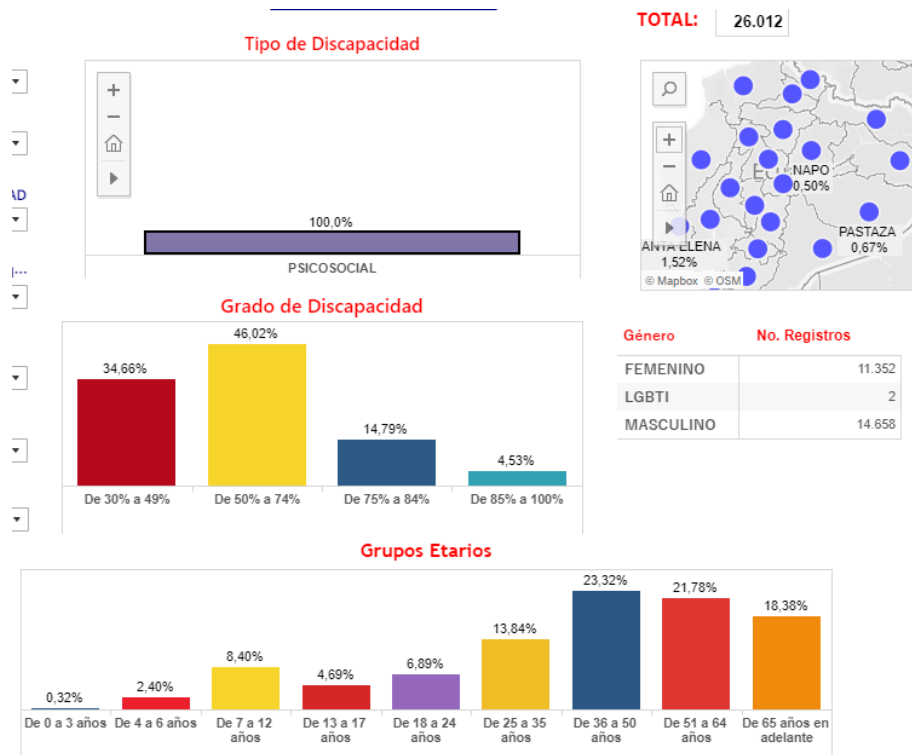 TOTAL: 26.012
Tipo de Discapacidad
100,0%
PSICOSOCIAL
NAPO
0,50%
PASTAZA
0,67%
ANTA ELENA
1,52%
© Mapbox © OSM
AD
Grado de Discapacidad
34,66%
46,02%
14,79%
4,53%
De 30% a 49%
De 50% a 74%
De 75% a 84%
De 85% a 100%
Género No. Registros
FEMENINO 11.352
LGBTI 2
MASCULINO 14.658
Grupos Etarios
0,32%
2,40%
8,40%
4,69%
6,89%
13,84%
23,32%
21,78%
18,38%
De 0 a 3 años
De 4 a 6 años
De 7 a 12
años
De 13 a 17
años
De 18 a 24
años
De 25 a 35
años
De 36 a 50
años
De 51 a 64
años
De 65 años en
adelante